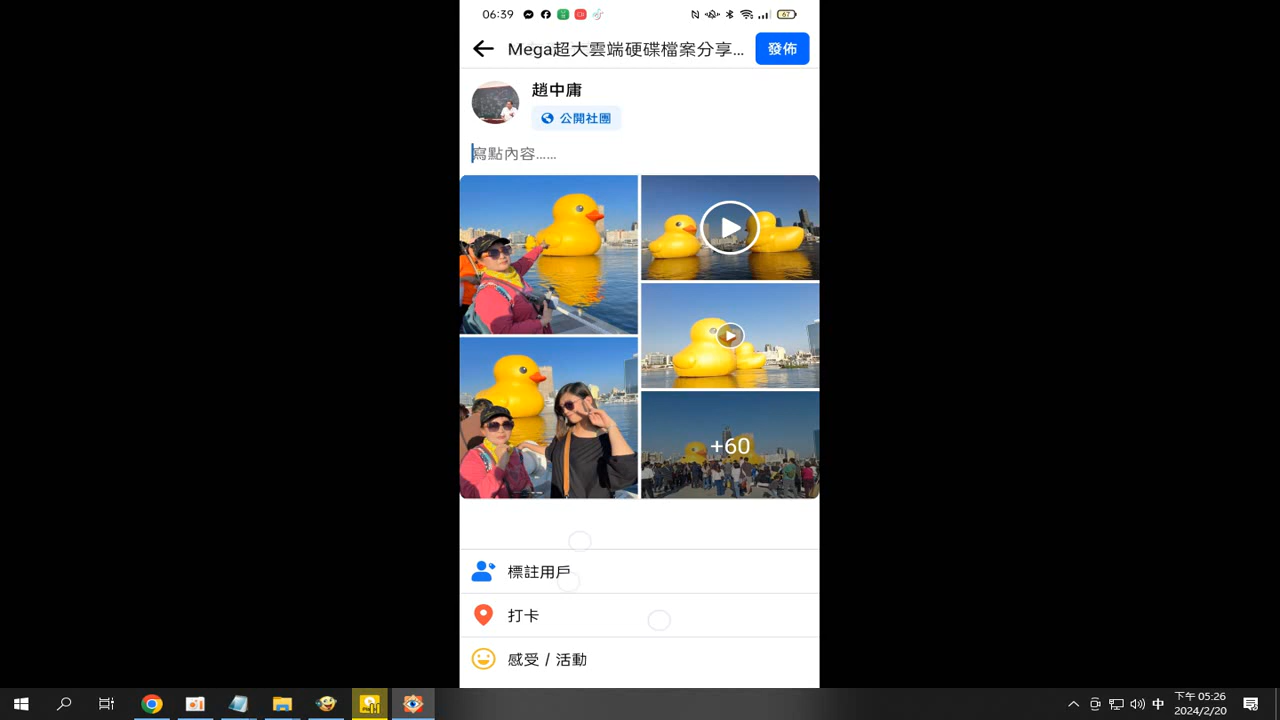 06:39
67
Mega超大雲端硬碟檔案分享...
發佈
趙中庸
公開社團
寫點內容......
+60
標註用戶
打卡
感受 / 活動
中
下午 05:26
2024/2/20